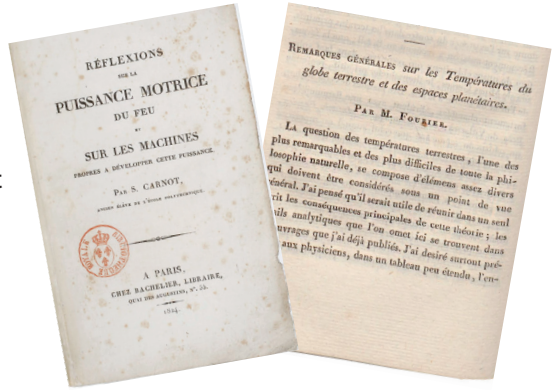 RÉFLEXIONS
SUR LA
PUISSANCE MOTRICE
DU FEU
ET
SUR LES MACHINES
PROPRES A DÉVELOPPER CETTE PUISSANCE.
PAR S. CARNOT,
ANCIEN ÉLÈVE DE L'ÉCOLE POLYTECHNIQUE.
A PARIS,
CHEZ BACHELIER, LIBRAIRE,
QUAI DES AUGUSTINS, Nº. 55.
1824.
REMARQUES GÉNÉRALES sur les Températures du
globe terrestre et des espaces planétaires.
PAR M. FOURIER.
La question des températures terrestres, l'une des
plus remarquables et des plus difficiles de toute la phi-
losophie naturelle, se compose d'élémens assez divers
qui doivent être considérés sous un point de vue
énéral. J'ai pensé qu'il serait utile de réunir dans un seul
rit les conséquences principales de cette théorie ; les
ails analytiques que l'on omet ici se trouvent dans
uvrages que j'ai déjà publiés. J'ai désiré surtout pré-
aux physiciens, dans un tableau peu étendu, l'en-